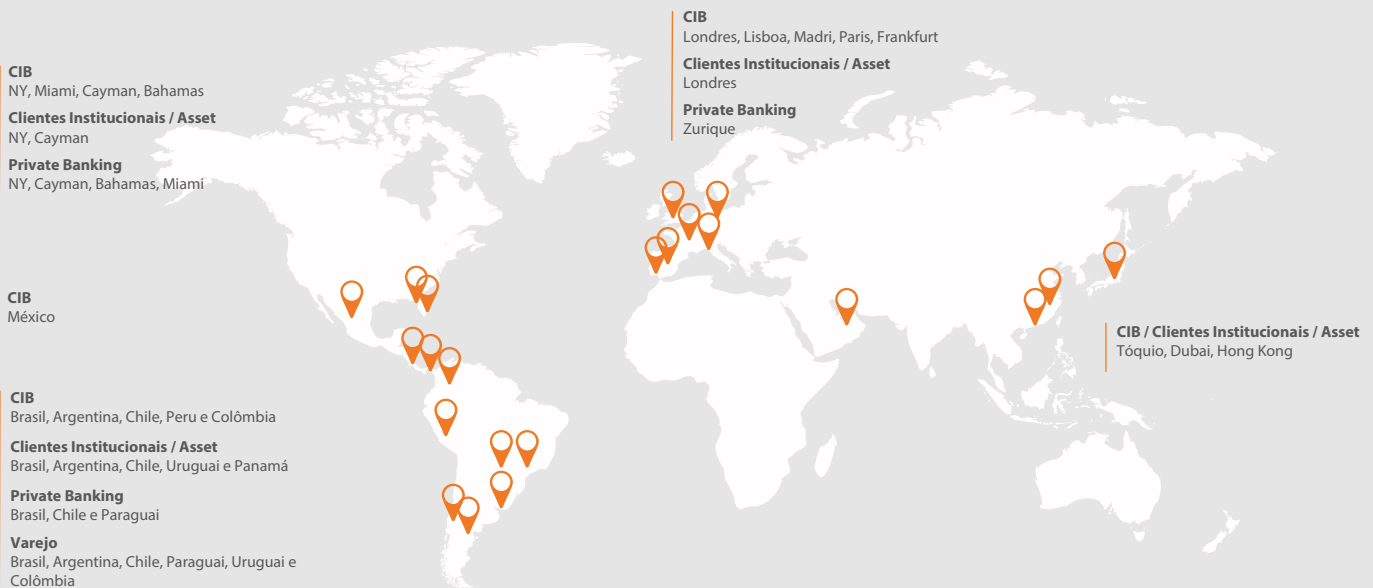 CIB
NY, Miami, Cayman, Bahamas
Clientes Institucionais / Asset
NY, Cayman
Private Banking
NY, Cayman, Bahamas, Miami
CIB
México
CIB
Brasil, Argentina, Chile, Peru e Colômbia
Clientes Institucionais / Asset
Brasil, Argentina, Chile, Uruguai e Panamá
Private Banking
Brasil, Chile e Paraguai
Varejo
Brasil, Argentina, Chile, Paraguai, Uruguai e
Colômbia
CIB
Londres, Lisboa, Madri, Paris, Frankfurt
Clientes Institucionais / Asset
Londres
Private Banking
Zurique
CIB / Clientes Institucionais / Asset
Tóquio, Dubai, Hong Kong